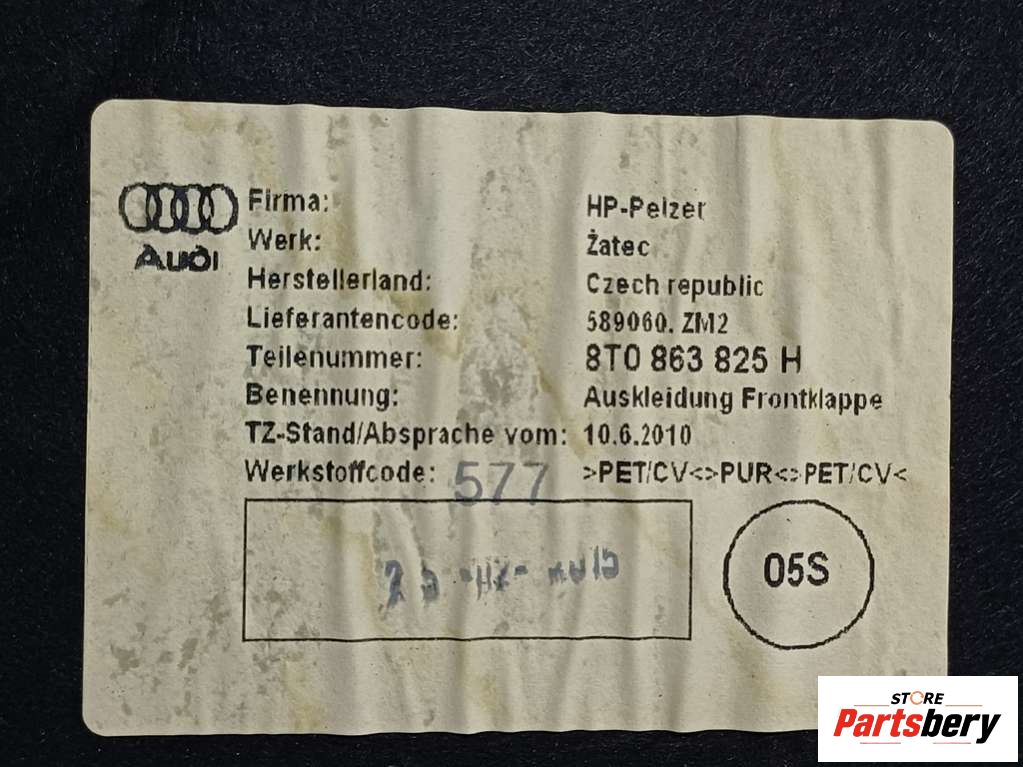 Audi
Firma: HP-Pelzer
Werk: Žatec
Herstellerland: Czech republic
Lieferantencode: 589060. ZM2
Teilenummer: 8T0 863 825 H
Benennung: Auskleidung Frontklappe
TZ-Stand/Absprache vom: 10.6.2010
Werkstoffcode: 577 >PET/CV<>PUR<>PET/CV<
05S
STORE
Partsbery